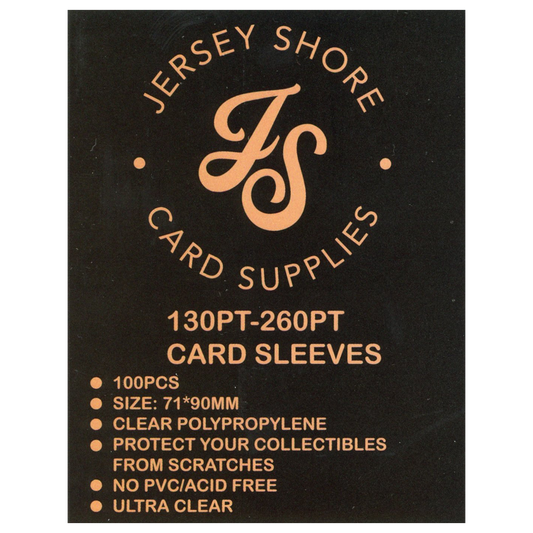 JERSEY SHORE
JS
CARD SUPPLIES
130PT-260PT
CARD SLEEVES
● 100PCS
● SIZE: 71*90MM
● CLEAR POLYPROPYLENE
● PROTECT YOUR COLLECTIBLES
FROM SCRATCHES
● NO PVC/ACID FREE
● ULTRA CLEAR